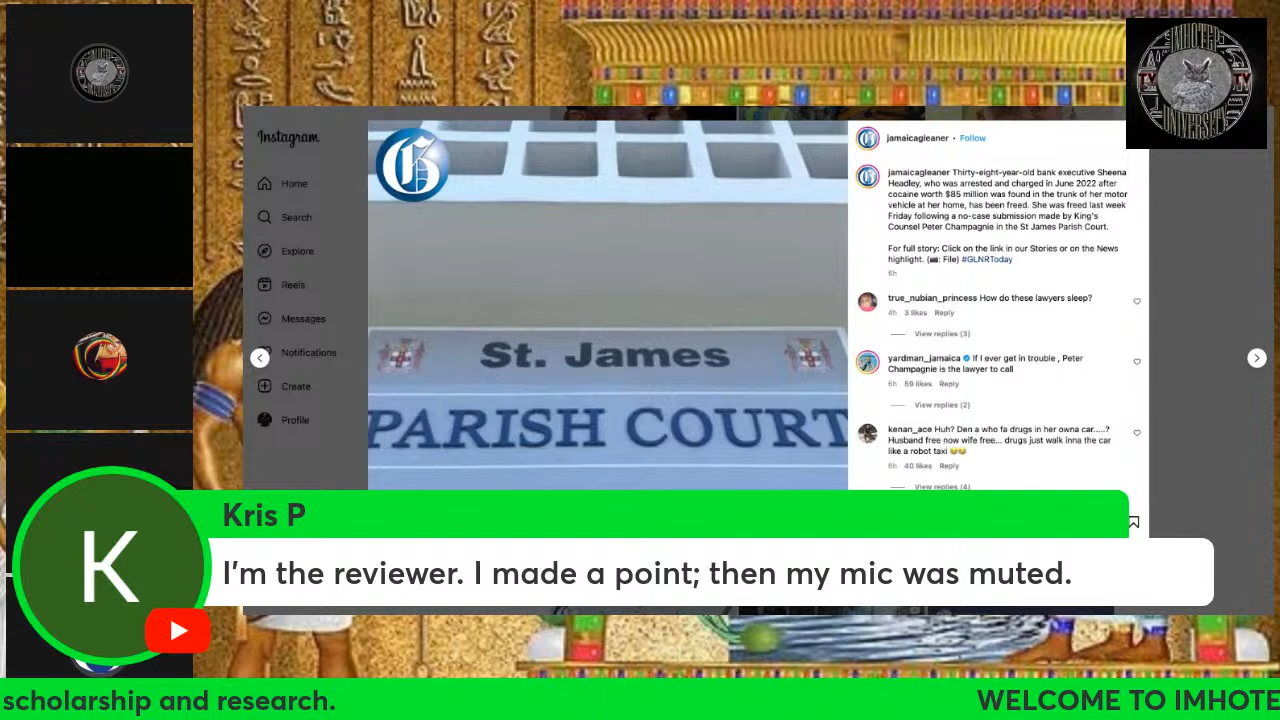 IMHOTEP
TV TV
UNIVERSITY
Instagram
Home
Search
Explore
Reels
Messages
Notifications
Create
Profile
G
St. James
PARISH COURT
jamaicagleaner • Follow
jamaicagleaner Thirty-eight-year-old bank executive Sheena
Headley, who was arrested and charged in June 2022 after
cocaine worth $85 million was found in the trunk of her motor
vehicle at her home, has been freed. She was freed last week
Friday following a no-case submission made by King's
Counsel Peter Champagnie in the St James Parish Court.
For full story: Click on the link in our Stories or on the News
highlight. (📷: File) #GLNRToday
6h
true_nubian_princess How do these lawyers sleep?
4h 3 likes Reply
View replies (3)
yardman_jamaica If I ever get in trouble , Peter
Champagnie is the lawyer to call
6h 59 likes Reply
View replies (2)
kenan_ace Huh? Den a who fa drugs in her owna car.....?
Husband free now wife free... drugs just walk inna the car
like a robot taxi 😂😂
6h 40 likes Reply
View replies (4)
K
Kris P
I'm the reviewer. I made a point; then my mic was muted.
scholarship and research. WELCOME TO IMHOTE